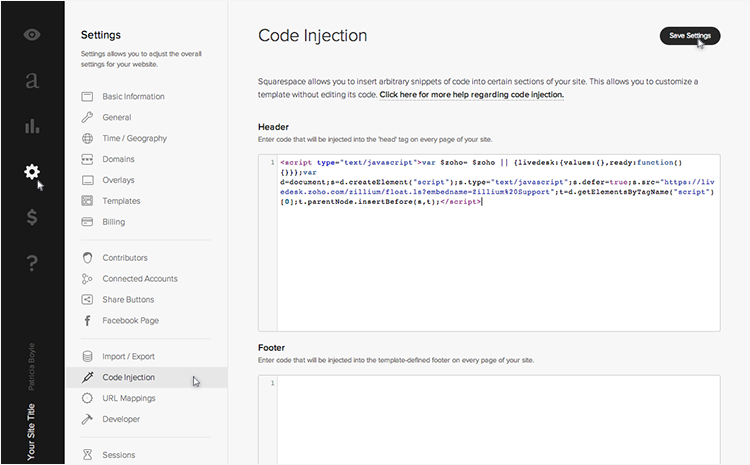 Settings
Settings allows you to adjust the overall
settings for your website.
Basic Information
General
Time / Geography
Domains
Overlays
Templates
Billing
Contributors
Connected Accounts
Share Buttons
Facebook Page
Import / Export
Code Injection
URL Mappings
Developer
Sessions
a
$
?
Patricia Boyle
Your Site Title
Code Injection
Save Settings
Squarespace allows you to insert arbitrary snippets of code into certain sections of your site. This allows you to customize a
template without editing its code. Click here for more help regarding code injection.
Header
Enter code that will be injected into the 'head' tag on every page of your site.
1 <script type="text/javascript">var $zoho= $zoho || {livedesk:{values:{},ready:function()
{}}};var
d=document;s=d.createElement("script");s.type="text/javascript";s.defer=true;s.src="https://liv
edesk.zoho.com/zillium/float.ls?embedname=Zillium%20Support";t=d.getElementsByTagName("script")
[0];t.parentNode.insertBefore(s,t);</script>
Footer
Enter code that will be injected into the template-defined footer on every page of your site.
1